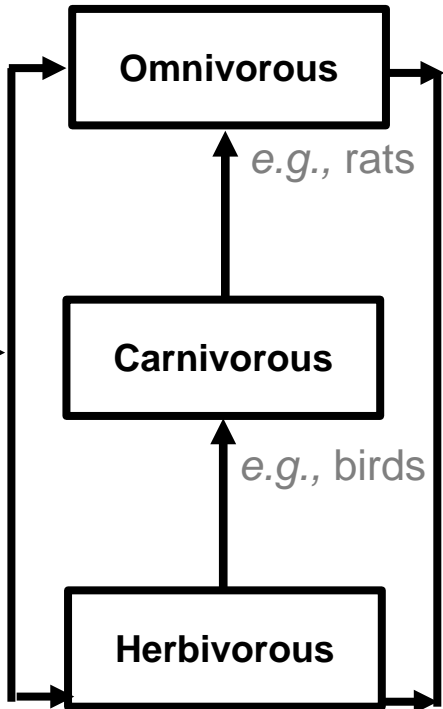 Omnivorous
e.g., rats
Carnivorous
e.g., birds
Herbivorous